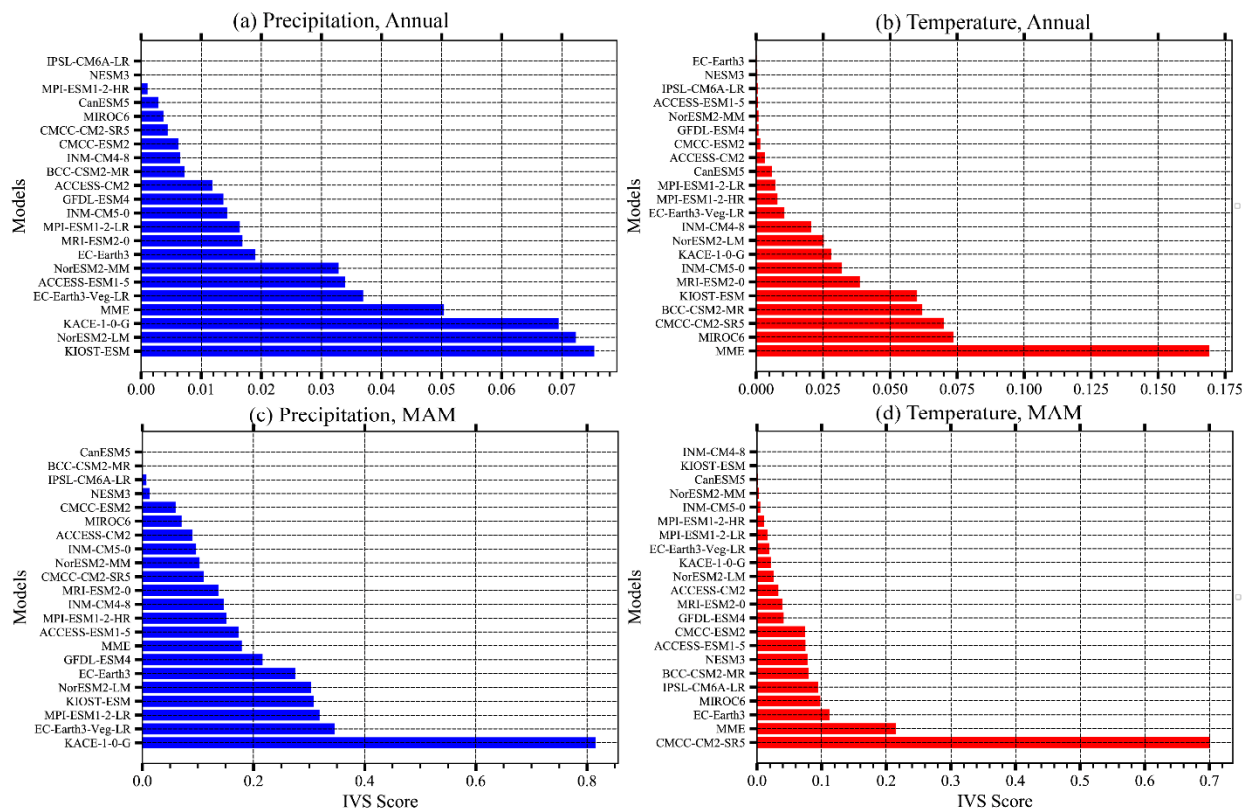 (a) Precipitation, Annual
Models
IPSL-CM6A-LR
NESM3
MPI-ESM1-2-HR
CanESM5
MIROC6
CMCC-CM2-SR5
CMCC-ESM2
INM-CM4-8
BCC-CSM2-MR
ACCESS-CM2
GFDL-ESM4
INM-CM5-0
MPI-ESM1-2-LR
MRI-ESM2-0
EC-Earth3
NorESM2-MM
ACCESS-ESM1-5
EC-Earth3-Veg-LR
MME
KACE-1-0-G
NorESM2-LM
KIOST-ESM
0.00 0.01 0.02 0.03 0.04 0.05 0.06 0.07
(b) Temperature, Annual
Models
EC-Earth3
NESM3
IPSL-CM6A-LR
ACCESS-ESM1-5
NorESM2-MM
GFDL-ESM4
CMCC-ESM2
ACCESS-CM2
CanESM5
MPI-ESM1-2-LR
MPI-ESM1-2-HR
EC-Earth3-Veg-LR
INM-CM4-8
NorESM2-LM
KACE-1-0-G
INM-CM5-0
MRI-ESM2-0
KIOST-ESM
BCC-CSM2-MR
CMCC-CM2-SR5
MIROC6
MME
0.000 0.025 0.050 0.075 0.100 0.125 0.150 0.175
(c) Precipitation, MAM
Models
CanESM5
BCC-CSM2-MR
IPSL-CM6A-LR
NESM3
CMCC-ESM2
MIROC6
ACCESS-CM2
INM-CM5-0
NorESM2-MM
CMCC-CM2-SR5
MRI-ESM2-0
INM-CM4-8
MPI-ESM1-2-HR
ACCESS-ESM1-5
MME
GFDL-ESM4
EC-Earth3
NorESM2-LM
KIOST-ESM
MPI-ESM1-2-LR
EC-Earth3-Veg-LR
KACE-1-0-G
0.0 0.2 0.4 0.6 0.8
IVS Score
(d) Temperature, MAM
Models
INM-CM4-8
KIOST-ESM
CanESM5
NorESM2-MM
INM-CM5-0
MPI-ESM1-2-HR
MPI-ESM1-2-LR
EC-Earth3-Veg-LR
KACE-1-0-G
NorESM2-LM
ACCESS-CM2
MRI-ESM2-0
GFDL-ESM4
CMCC-ESM2
ACCESS-ESM1-5
NESM3
BCC-CSM2-MR
IPSL-CM6A-LR
MIROC6
EC-Earth3
MME
CMCC-CM2-SR5
0.0 0.1 0.2 0.3 0.4 0.5 0.6 0.7
IVS Score